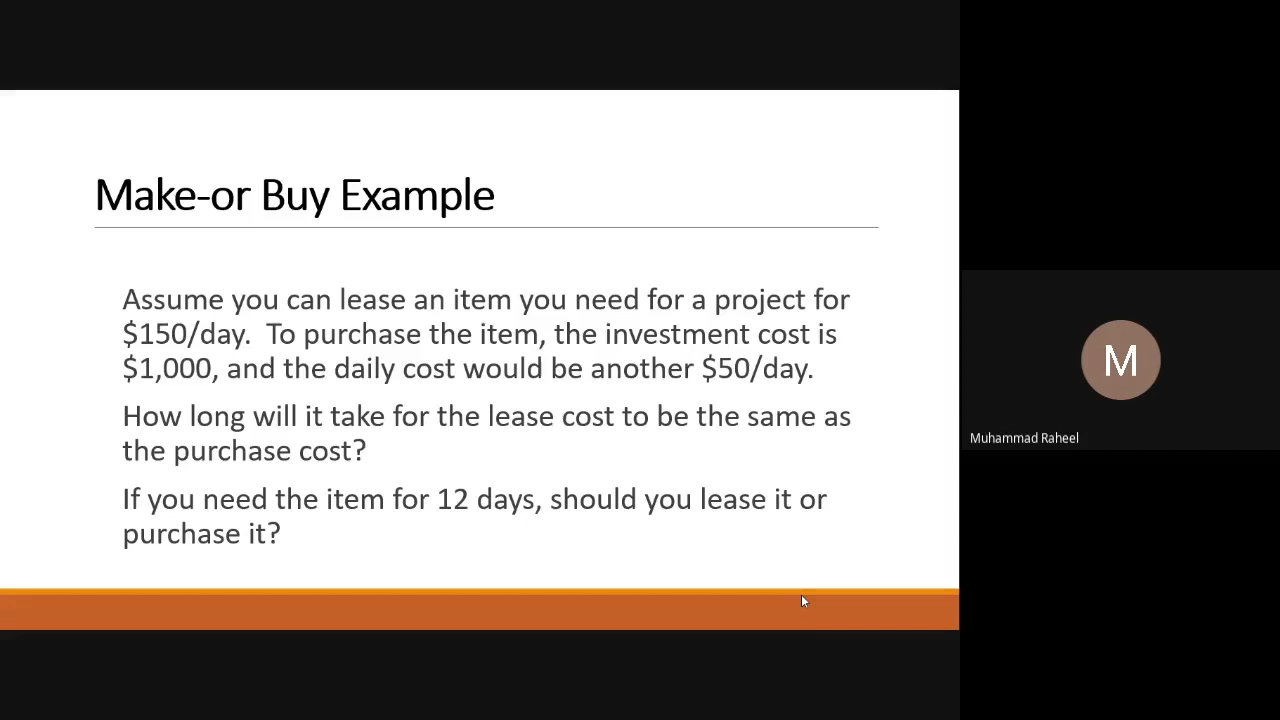 Make-or Buy Example
Assume you can lease an item you need for a project for
$150/day.  To purchase the item, the investment cost is
$1,000, and the daily cost would be another $50/day.
How long will it take for the lease cost to be the same as
the purchase cost?
If you need the item for 12 days, should you lease it or
purchase it?
M
Muhammad Raheel